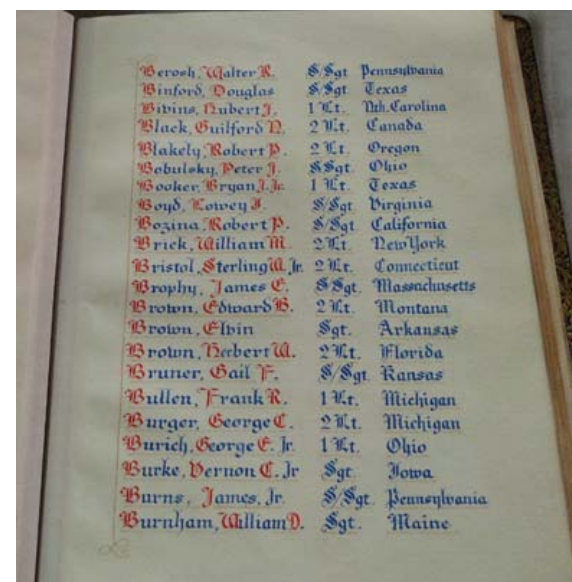 Berosh, Walter R. S/Sgt Pennsylvania
Binford, Douglas S/Sgt Texas
Bivins, Nubert J. 1 Lt. Nth. Carolina
Black, Guilford D. 2 Lt. Canada
Blakely, Robert P. 2 Lt. Oregon
Bobulsky, Peter J. S/Sgt. Ohio
Booker, Bryan J. Jr. 1 Lt. Texas
Boyd, Lowey J. S/Sgt. Virginia
Bozina, Robert P. S/Sgt. California
Brick, William M. 2 Lt. New York
Bristol, Sterling W. Jr. 2 Lt. Connecticut
Brophy, James E. S/Sgt. Massachusetts
Brown, Edward B. 2 Lt. Montana
Brown, Elvin Sgt. Arkansas
Brown, Herbert W. 2 Lt. Florida
Bruner, Gail F. S/Sgt. Kansas
Bullen, Frank R. 1 Lt. Michigan
Burger, George C. 2 Lt. Michigan
Burich, George E. Jr. 1 Lt. Ohio
Burke, Vernon C. Jr Sgt. Iowa
Burns, James, Jr. S/Sgt. Pennsylvania
Burnham, William D. Sgt. Maine